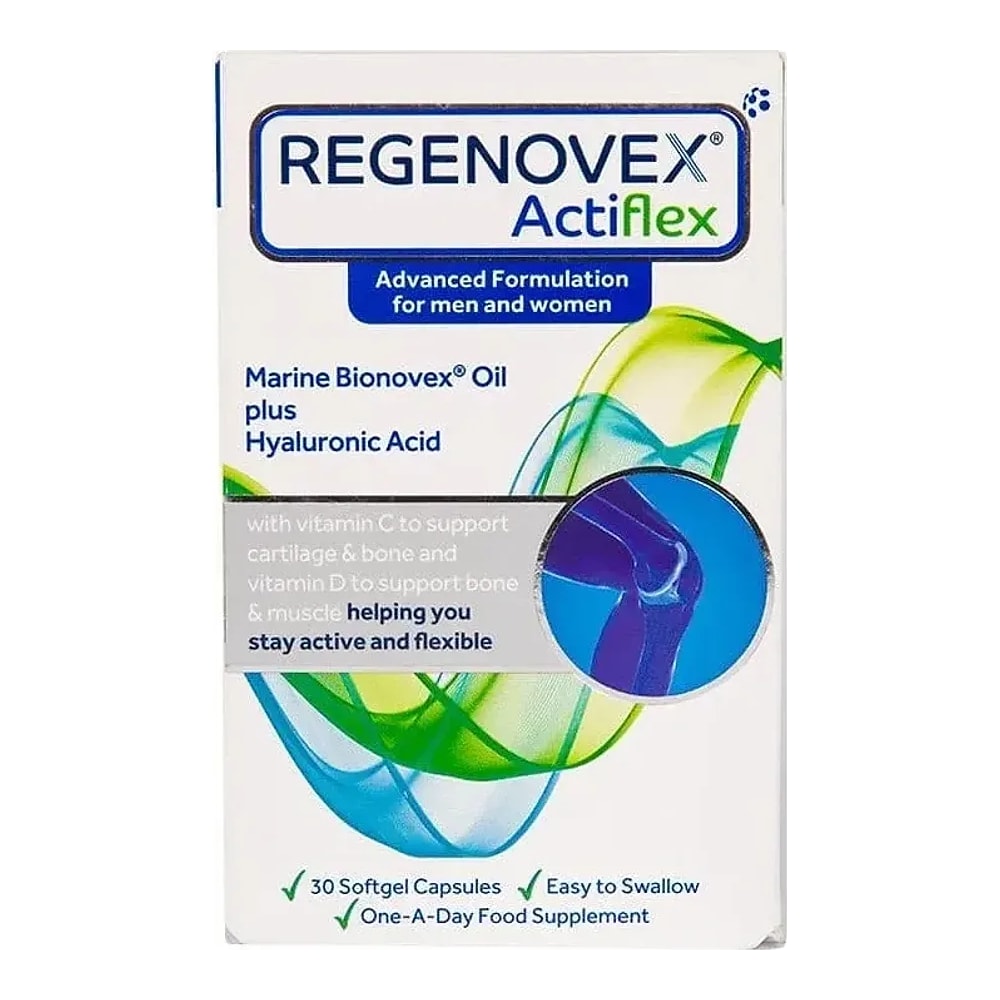 REGENOVEX®
Actiflex
Advanced Formulation
for men and women
Marine Bionovex® Oil
plus
Hyaluronic Acid
with vitamin C to support
cartilage & bone and
vitamin D to support bone
& muscle helping you
stay active and flexible
30 Softgel Capsules Easy to Swallow
One-A-Day Food Supplement